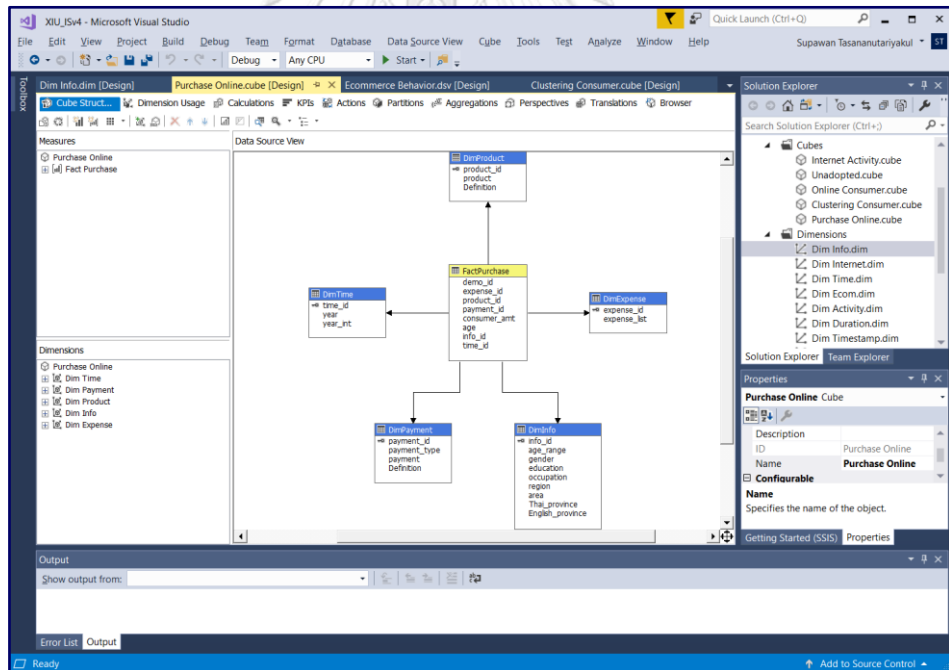 XIU_ISv4 - Microsoft Visual Studio
Quick Launch (Ctrl+Q)
File Edit View Project Build Debug Team Format Database Data Source View Cube Tools Test Analyze Window Help
Supawan Tasananutariyakul ST
Debug Any CPU Start
Toolbox
Dim Info.dim [Design] Purchase Online.cube [Design] Ecommerce Behavior.dsv [Design] Clustering Consumer.cube [Design]
Cube Struct... Dimension Usage Calculations KPIs Actions Partitions Aggregations Perspectives Translations Browser
Measures
Purchase Online
Fact Purchase
Dimensions
Purchase Online
Dim Time
Dim Payment
Dim Product
Dim Info
Dim Expense
Data Source View
DimProduct
product_id
product
Definition
FactPurchase
demo_id
expense_id
product_id
payment_id
consumer_amt
age
info_id
time_id
DimTime
time_id
year
year_int
DimExpense
expense_id
expense_list
DimPayment
payment_id
payment_type
payment
Definition
DimInfo
info_id
age_range
gender
education
occupation
region
area
Thai_province
English_province
Solution Explorer
Search Solution Explorer (Ctrl+;)
Cubes
Internet Activity.cube
Unadopted.cube
Online Consumer.cube
Clustering Consumer.cube
Purchase Online.cube
Dimensions
Dim Info.dim
Dim Internet.dim
Dim Time.dim
Dim Ecom.dim
Dim Activity.dim
Dim Duration.dim
Dim Timestamp.dim
Solution Explorer Team Explorer
Properties
Purchase Online Cube
Description
ID Purchase Online
Name Purchase Online
Configurable
Name
Specifies the name of the object.
Getting Started (SSIS) Properties
Output
Show output from:
Error List Output
Ready
Add to Source Control